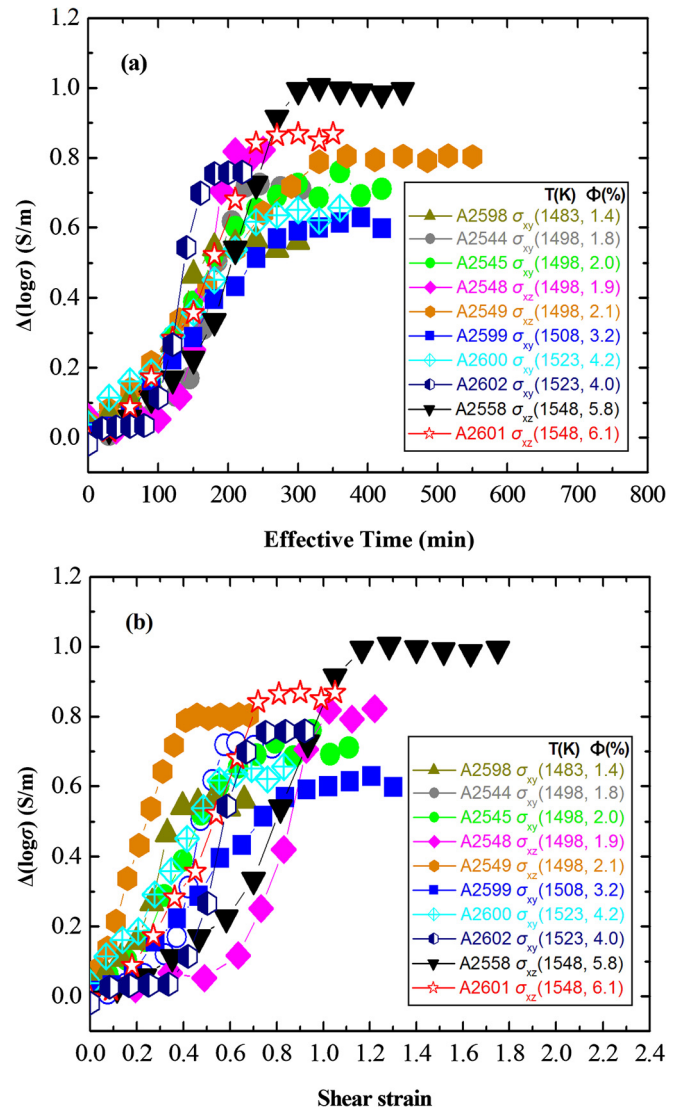 1.2
1.0
0.8
0.6
0.4
0.2
0.0
Δ(logσ) (S/m)
(a)
T(K) Φ(%)
A2598 σxy(1483, 1.4)
A2544 σxy(1498, 1.8)
A2545 σxy(1498, 2.0)
A2548 σxz(1498, 1.9)
A2549 σxz(1498, 2.1)
A2599 σxy(1508, 3.2)
A2600 σxy(1523, 4.2)
A2602 σxy(1523, 4.0)
A2558 σxz(1548, 5.8)
A2601 σxz(1548, 6.1)
0 100 200 300 400 500 600 700 800
Effective Time (min)
1.2
1.0
0.8
0.6
0.4
0.2
0.0
Δ(logσ) (S/m)
(b)
T(K) Φ(%)
A2598 σxy(1483, 1.4)
A2544 σxy(1498, 1.8)
A2545 σxy(1498, 2.0)
A2548 σxz(1498, 1.9)
A2549 σxz(1498, 2.1)
A2599 σxy(1508, 3.2)
A2600 σxy(1523, 4.2)
A2602 σxy(1523, 4.0)
A2558 σxz(1548, 5.8)
A2601 σxz(1548, 6.1)
0.0 0.2 0.4 0.6 0.8 1.0 1.2 1.4 1.6 1.8 2.0 2.2 2.4
Shear strain